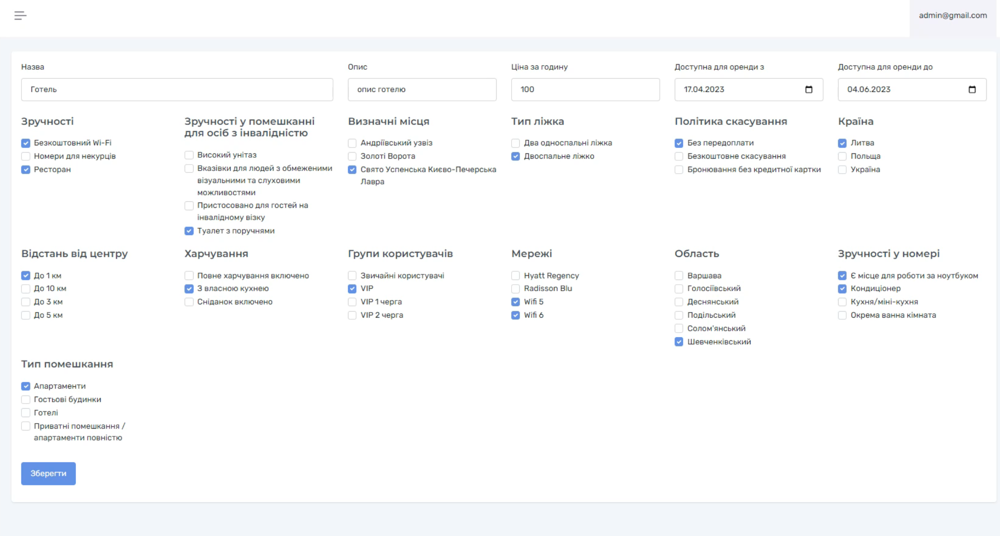 admin@gmail.com
Назва
Опис
Ціна за годину
Доступна для оренди з
Доступна для оренди до
Готель
опис готелю
100
17.04.2023
04.06.2023
Зручності
Безкоштовний Wi-Fi
Номери для некурців
Ресторан
Зручності у помешканні
для осіб з інвалідністю
Високий унітаз
Вказівки для людей з обмеженими
візуальними та слуховими
можливостями
Пристосовано для гостей на
інвалідному візку
Туалет з поручнями
Визначні місця
Андріївський узвіз
Золоті Ворота
Свято Успенська Києво-Печерська
Лавра
Тип ліжка
Два односпальні ліжка
Двоспальне ліжко
Політика скасування
Без передоплати
Безкоштовне скасування
Бронювання без кредитної картки
Країна
Литва
Польща
Україна
Відстань від центру
До 1 км
До 10 км
До 3 км
До 5 км
Харчування
Повне харчування включено
З власною кухнею
Сніданок включено
Групи користувачів
Звичайні користувачі
VIP
VIP 1 черга
VIP 2 черга
Мережі
Hyatt Regency
Radisson Blu
Wifi 5
Wifi 6
Область
Варшава
Голосіївський
Деснянський
Подільський
Солом'янський
Шевченківський
Зручності у номері
Є місце для роботи за ноутбуком
Кондиціонер
Кухня/міні-кухня
Окрема ванна кімната
Тип помешкання
Апартаменти
Гостьові будинки
Готелі
Приватні помешкання /
апартаменти повністю
Зберегти